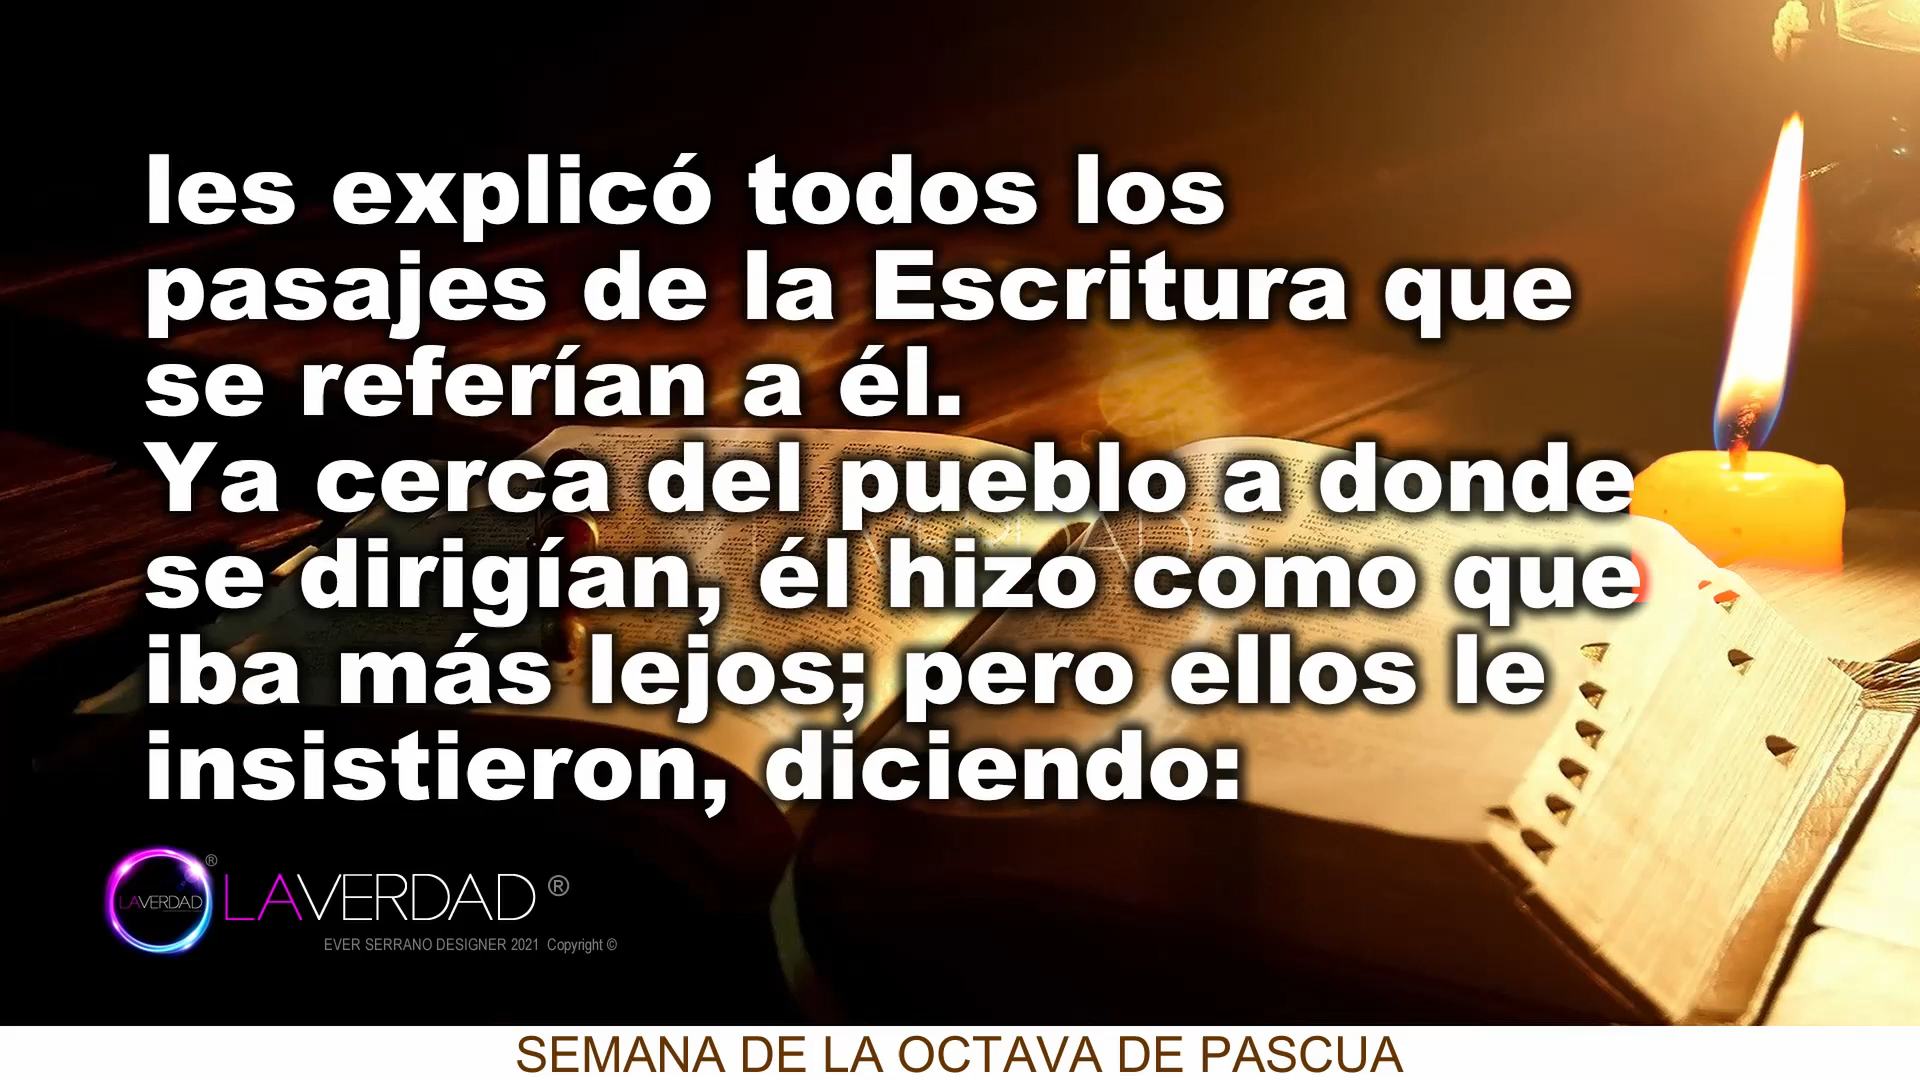 les explicó todos los
pasajes de la Escritura que
se referían a él.
Ya cerca del pueblo a donde
se dirigían, él hizo como que
iba más lejos; pero ellos le
insistieron, diciendo:
LAVERDAD ® LAVERDAD ®
EVER SERRANO DESIGNER 2021 Copyright ©
SEMANA DE LA OCTAVA DE PASCUA